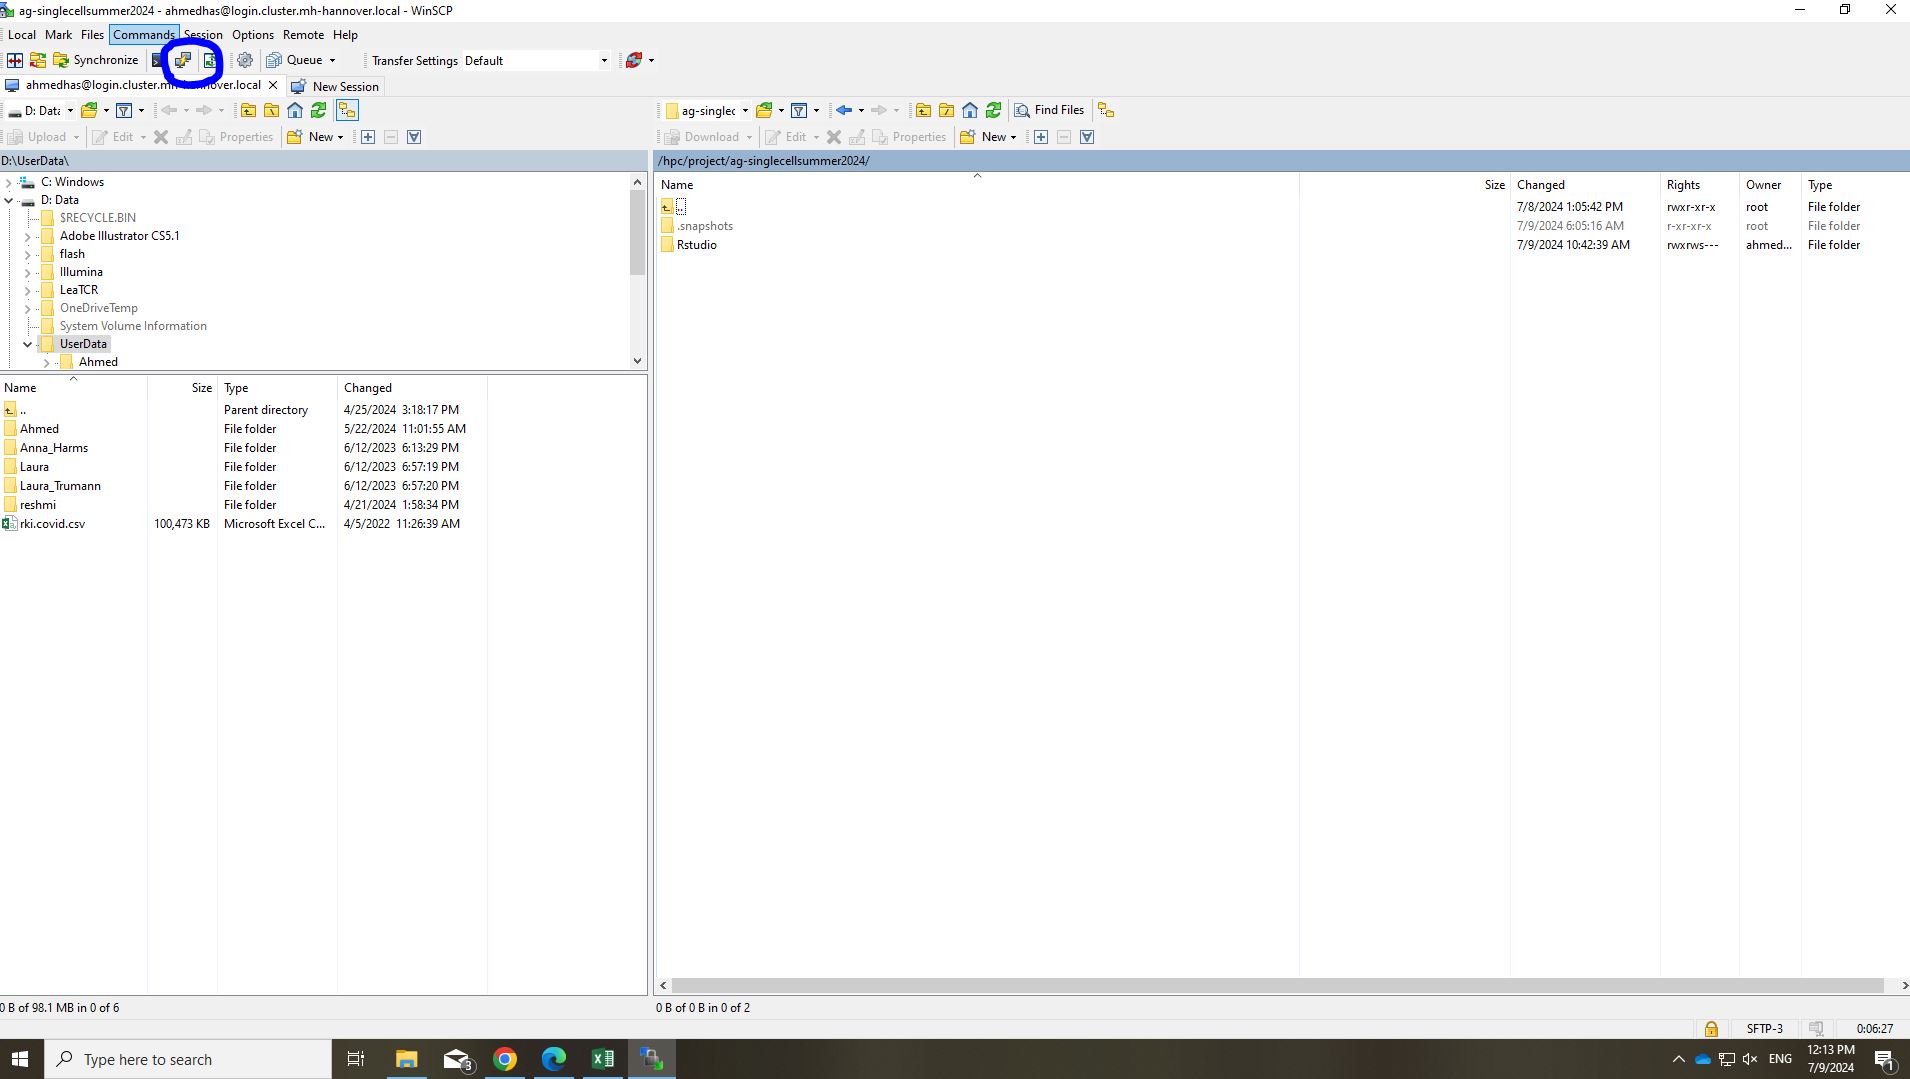 ag-singlecellsummer2024 - ahmedhas@login.cluster.mh-hannover.local - WinSCP
Local Mark Files Commands Session Options Remote Help
Synchronize Queue Transfer Settings Default
ahmedhas@login.cluster.mh-hannover.local New Session
D: Data ag-singlec Find Files
Upload Edit Properties New Download Edit Properties New
D:\UserData\ /hpc/project/ag-singlecellsummer2024/
C: Windows
D: Data
$RECYCLE.BIN
Adobe Illustrator CS5.1
flash
Illumina
LeaTCR
OneDriveTemp
System Volume Information
UserData
Ahmed
Name Size Type Changed
.. Parent directory 4/25/2024 3:18:17 PM
Ahmed File folder 5/22/2024 11:01:55 AM
Anna_Harms File folder 6/12/2023 6:13:29 PM
Laura File folder 6/12/2023 6:57:19 PM
Laura_Trumann File folder 6/12/2023 6:57:20 PM
reshmi File folder 4/21/2024 1:58:34 PM
rki.covid.csv 100,473 KB Microsoft Excel C... 4/5/2022 11:26:39 AM
Name Size Changed Rights Owner Type
.. 7/8/2024 1:05:42 PM rwxr-xr-x root File folder
.snapshots 7/9/2024 6:05:16 AM r-xr-xr-x root File folder
Rstudio 7/9/2024 10:42:39 AM rwxrws--- ahmed... File folder
0 B of 98.1 MB in 0 of 6 0 B of 0 B in 0 of 2
SFTP-3 0:06:27
Type here to search 3 ENG 12:13 PM 1
7/9/2024